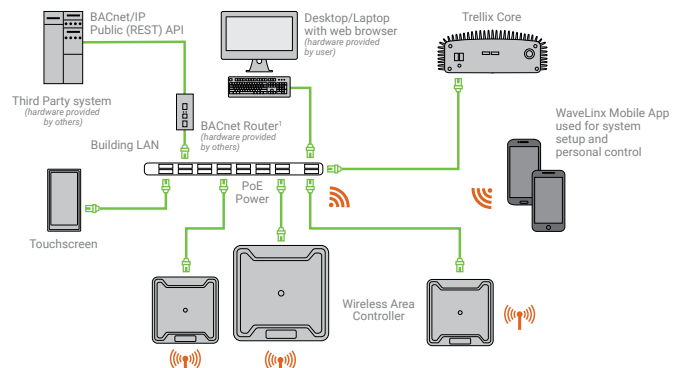 BACnet/IP
Public (REST) API
Desktop/Laptop
with web browser
(hardware provided
by user)
Trellix Core
Third Party system
(hardware provided
by others)
BACnet Router¹
(hardware provided
by others)
Building LAN
WaveLinx Mobile App
used for system
setup and
personal control
PoE
Power
Touchscreen
Wireless Area
Controller